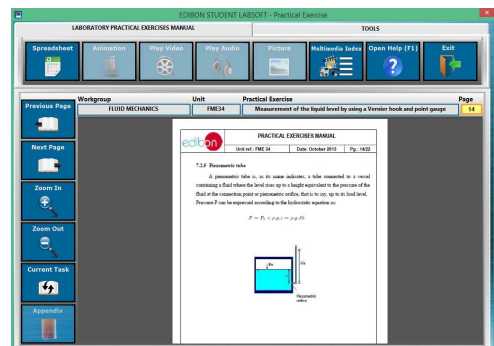 EDIBON STUDENT LABSOFT - Practical Exercise
LABORATORY PRACTICAL EXERCISES MANUAL
TOOLS
Spreadsheet
Animation
Play Video
Play Audio
Picture
Multimedia Index
Open Help (F1)
Exit
Workgroup
Unit
Practical Exercise
Page
FLUID MECHANICS
FME34
Measurement of the liquid level by using a Vernier hook and point gauge
14
Previous Page
Next Page
Zoom In
Zoom Out
Current Task
Appendix
edibon
PRACTICAL EXERCISES MANUAL
Unit ref.: FME 34
Date: October 2013
Pg.: 14/22
7.2.5 Piezometric tube
A piezometric tube is, as its name indicates, a tube connected to a vessel
containing a fluid where the level rises up to a height equivalent to the pressure of the
fluid at the connection point or piezometric orifice, that is to say, up to its load level.
Pressure P can be expressed according to the hydrostatic equation as:
Piezometric
orifice